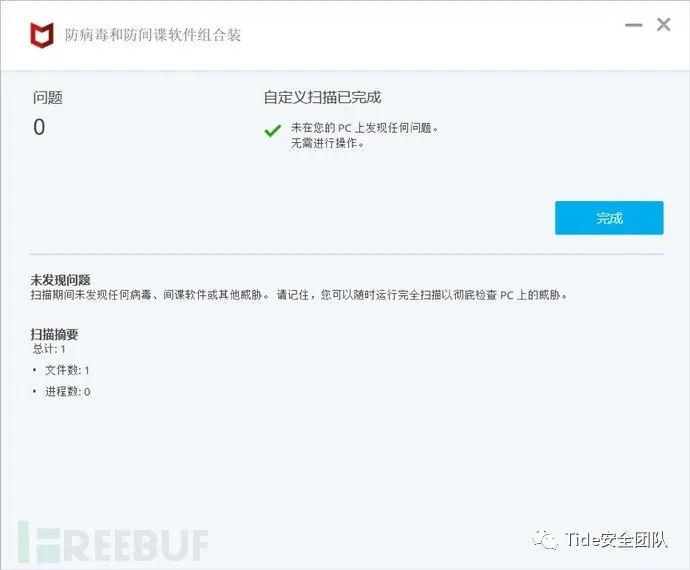 防病毒和防间谍软件组合装
问题
0
自定义扫描已完成
未在您的 PC 上发现任何问题。
无需进行操作。
完成
未发现问题
扫描期间未发现任何病毒、间谍软件或其他威胁。 请记住，您可以随时运行完全扫描以彻底检查 PC 上的威胁。
扫描摘要
总计: 1
• 文件数: 1
• 进程数: 0
FREEBUF
Tide安全团队